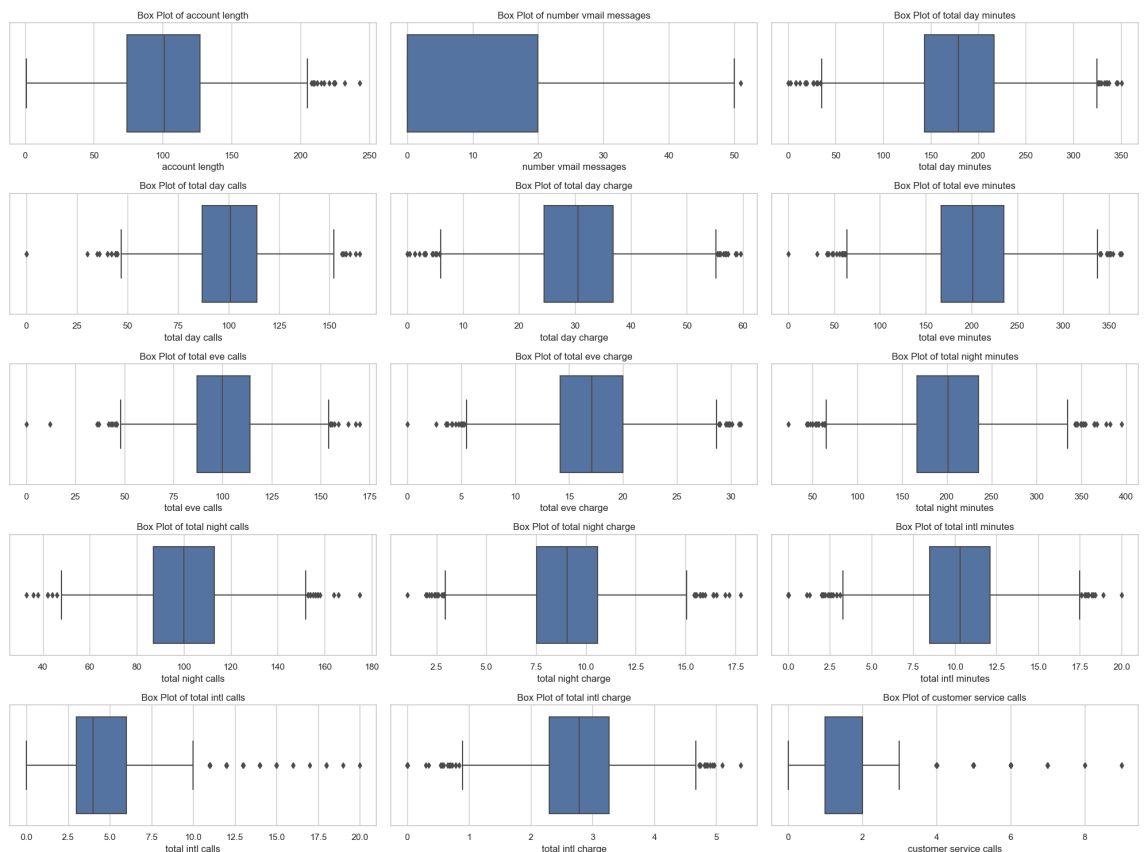 Box Plot of account length
0 50 100 150 200 250
account length
Box Plot of number vmail messages
0 10 20 30 40 50
number vmail messages
Box Plot of total day minutes
0 50 100 150 200 250 300 350
total day minutes
Box Plot of total day calls
0 25 50 75 100 125 150
total day calls
Box Plot of total day charge
0 10 20 30 40 50 60
total day charge
Box Plot of total eve minutes
0 50 100 150 200 250 300 350
total eve minutes
Box Plot of total eve calls
0 25 50 75 100 125 150 175
total eve calls
Box Plot of total eve charge
0 5 10 15 20 25 30
total eve charge
Box Plot of total night minutes
50 100 150 200 250 300 350 400
total night minutes
Box Plot of total night calls
40 60 80 100 120 140 160 180
total night calls
Box Plot of total night charge
2.5 5.0 7.5 10.0 12.5 15.0 17.5
total night charge
Box Plot of total intl minutes
0.0 2.5 5.0 7.5 10.0 12.5 15.0 17.5 20.0
total intl minutes
Box Plot of total intl calls
0.0 2.5 5.0 7.5 10.0 12.5 15.0 17.5 20.0
total intl calls
Box Plot of total intl charge
0 1 2 3 4 5
total intl charge
Box Plot of customer service calls
0 2 4 6 8
customer service calls